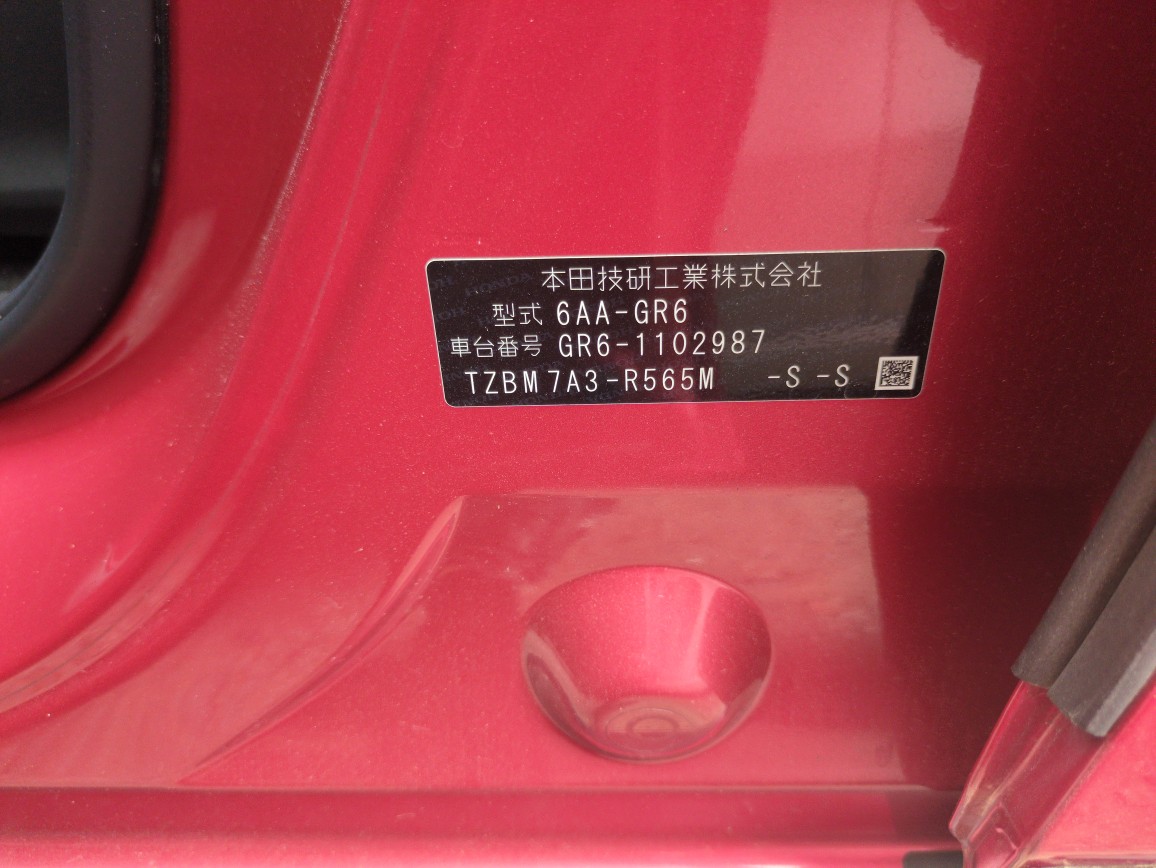 本田技研工業株式会社
型式 6AA-GR6
車台番号 GR6-1102987
TZBM7A3-R565M -S -S